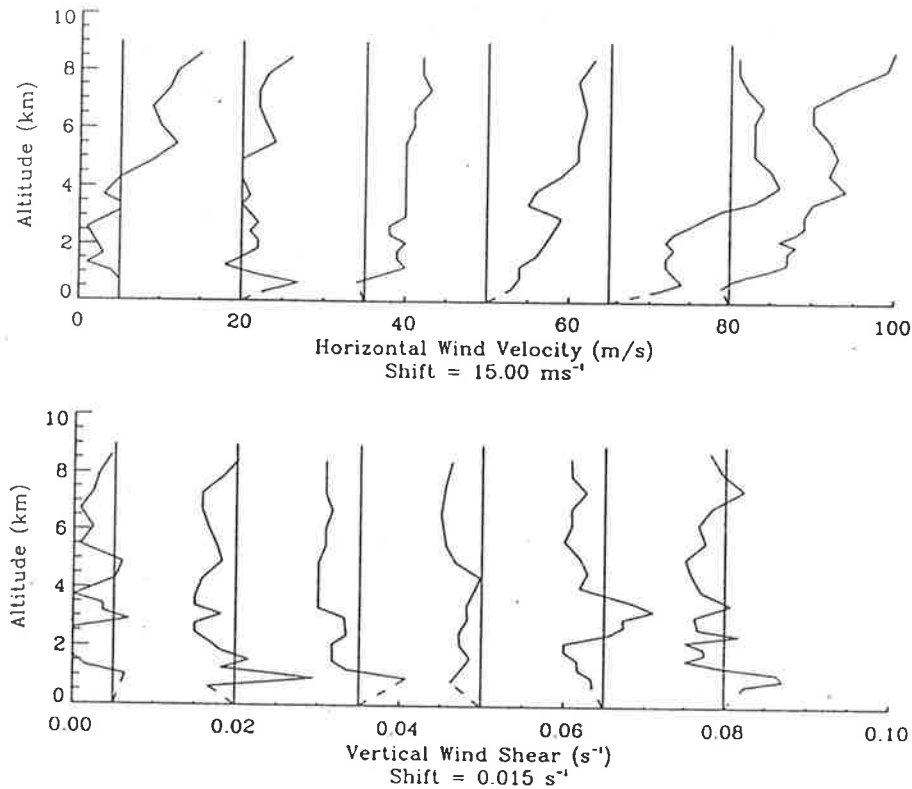 10
8
6
4
2
0
Altitude (km)
0 20 40 60 80 100
Horizontal Wind Velocity (m/s)
Shift = 15.00 ms⁻¹
10
8
6
4
2
0
Altitude (km)
0.00 0.02 0.04 0.06 0.08 0.10
Vertical Wind Shear (s⁻¹)
Shift = 0.015 s⁻¹